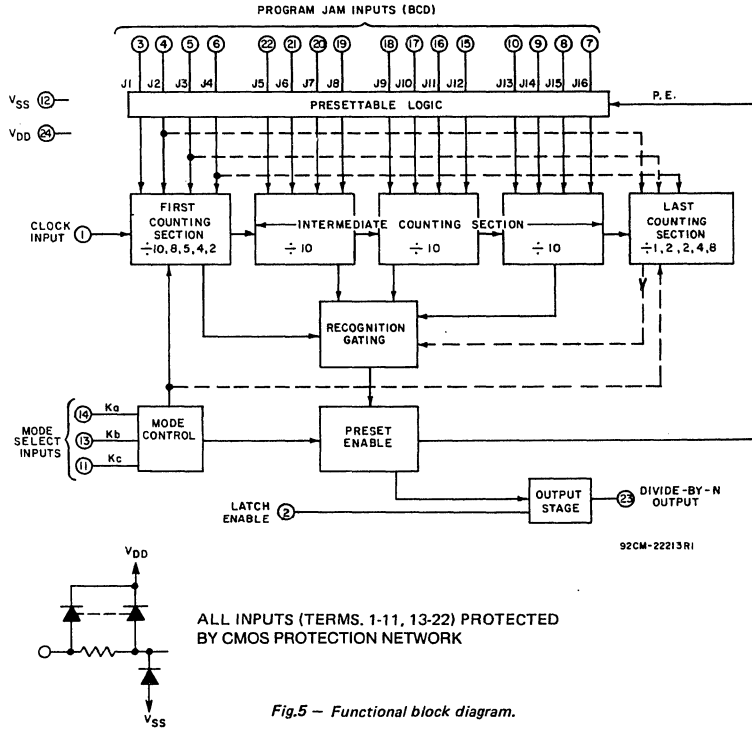 PROGRAM JAM INPUTS (BCD)
3 4 5 6 22 21 20 19 18 17 16 15 10 9 8 7
J1 J2 J3 J4 J5 J6 J7 J8 J9 J10 J11 J12 J13 J14 J15 J16
PRESETTABLE LOGIC
P.E.
VSS 12
VDD 24
CLOCK INPUT 1
FIRST COUNTING SECTION
÷10,8,5,4,2
INTERMEDIATE COUNTING SECTION
÷10
÷10
÷10
LAST COUNTING SECTION
÷1,2,2,4,8
RECOGNITION GATING
MODE SELECT INPUTS
14 Ka
13 Kb
11 Kc
MODE CONTROL
PRESET ENABLE
LATCH ENABLE 2
OUTPUT STAGE
23 DIVIDE-BY-N OUTPUT
92CM-22213R1
VDD
VSS
ALL INPUTS (TERMS. 1-11, 13-22) PROTECTED
BY CMOS PROTECTION NETWORK
Fig.5 — Functional block diagram.